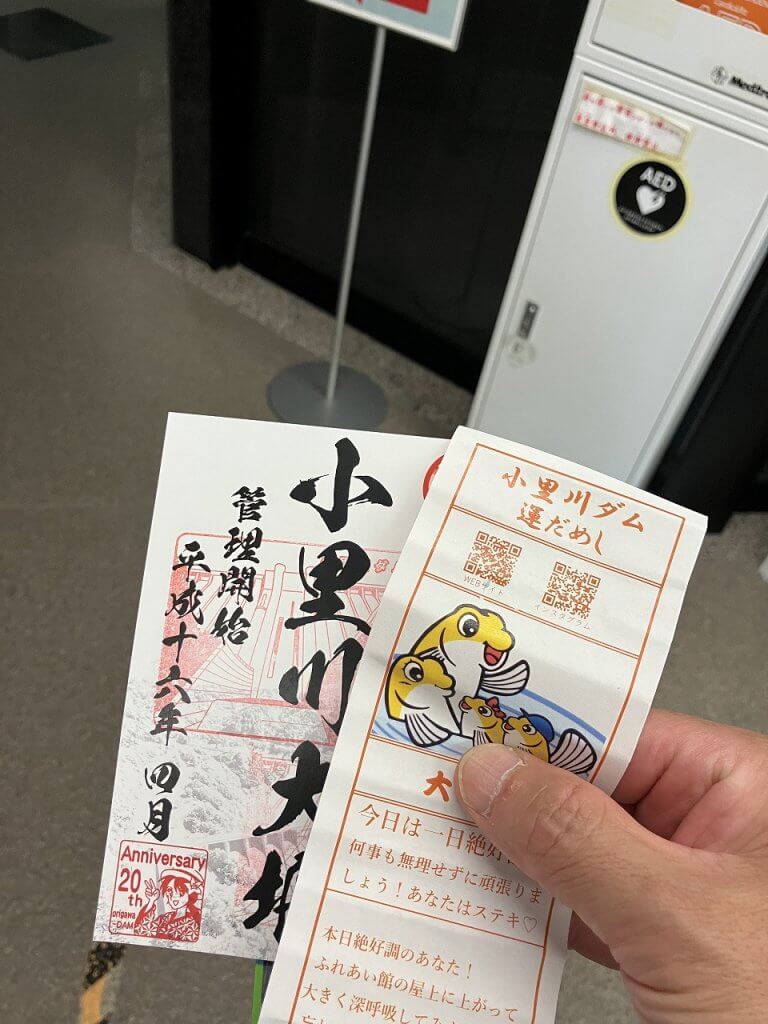 AED
小里川大堰
管理開始
平成十六年 四月
Anniversary
20
th
origawa
-DAM
小里川ダム
運だめし
WEBサイト
インスタグラム
大
今日は一日絶好
何事も無理せずに頑張りま
しょう！あなたはステキ♡
本日絶好調のあなた！
ふれあい館の屋上に上がって
大きく深呼吸してみ